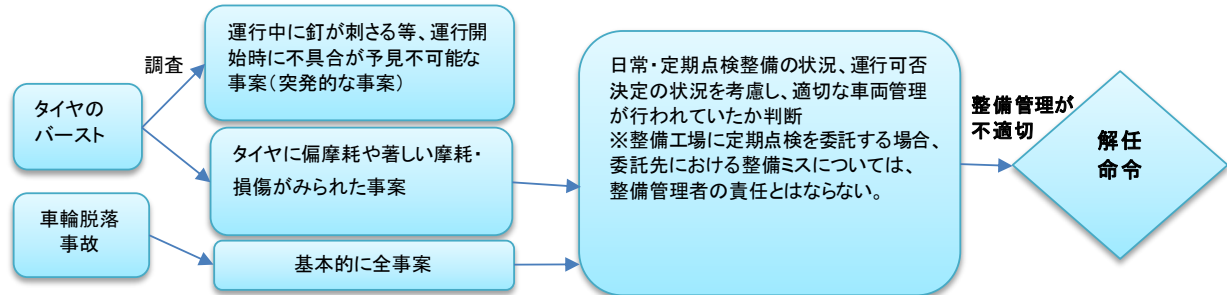 運行中に釘が刺さる等、運行開
始時に不具合が予見不可能な
事案(突発的な事案)
調査
タイヤの
バースト
タイヤに偏摩耗や著しい摩耗・
損傷がみられた事案
車輪脱落
事故
基本的に全事案
日常・定期点検整備の状況、運行可否
決定の状況を考慮し、適切な車両管理
が行われていたか判断
※整備工場に定期点検を委託する場合、
委託先における整備ミスについては、
整備管理者の責任とはならない。
整備管理が
不適切
解任
命令